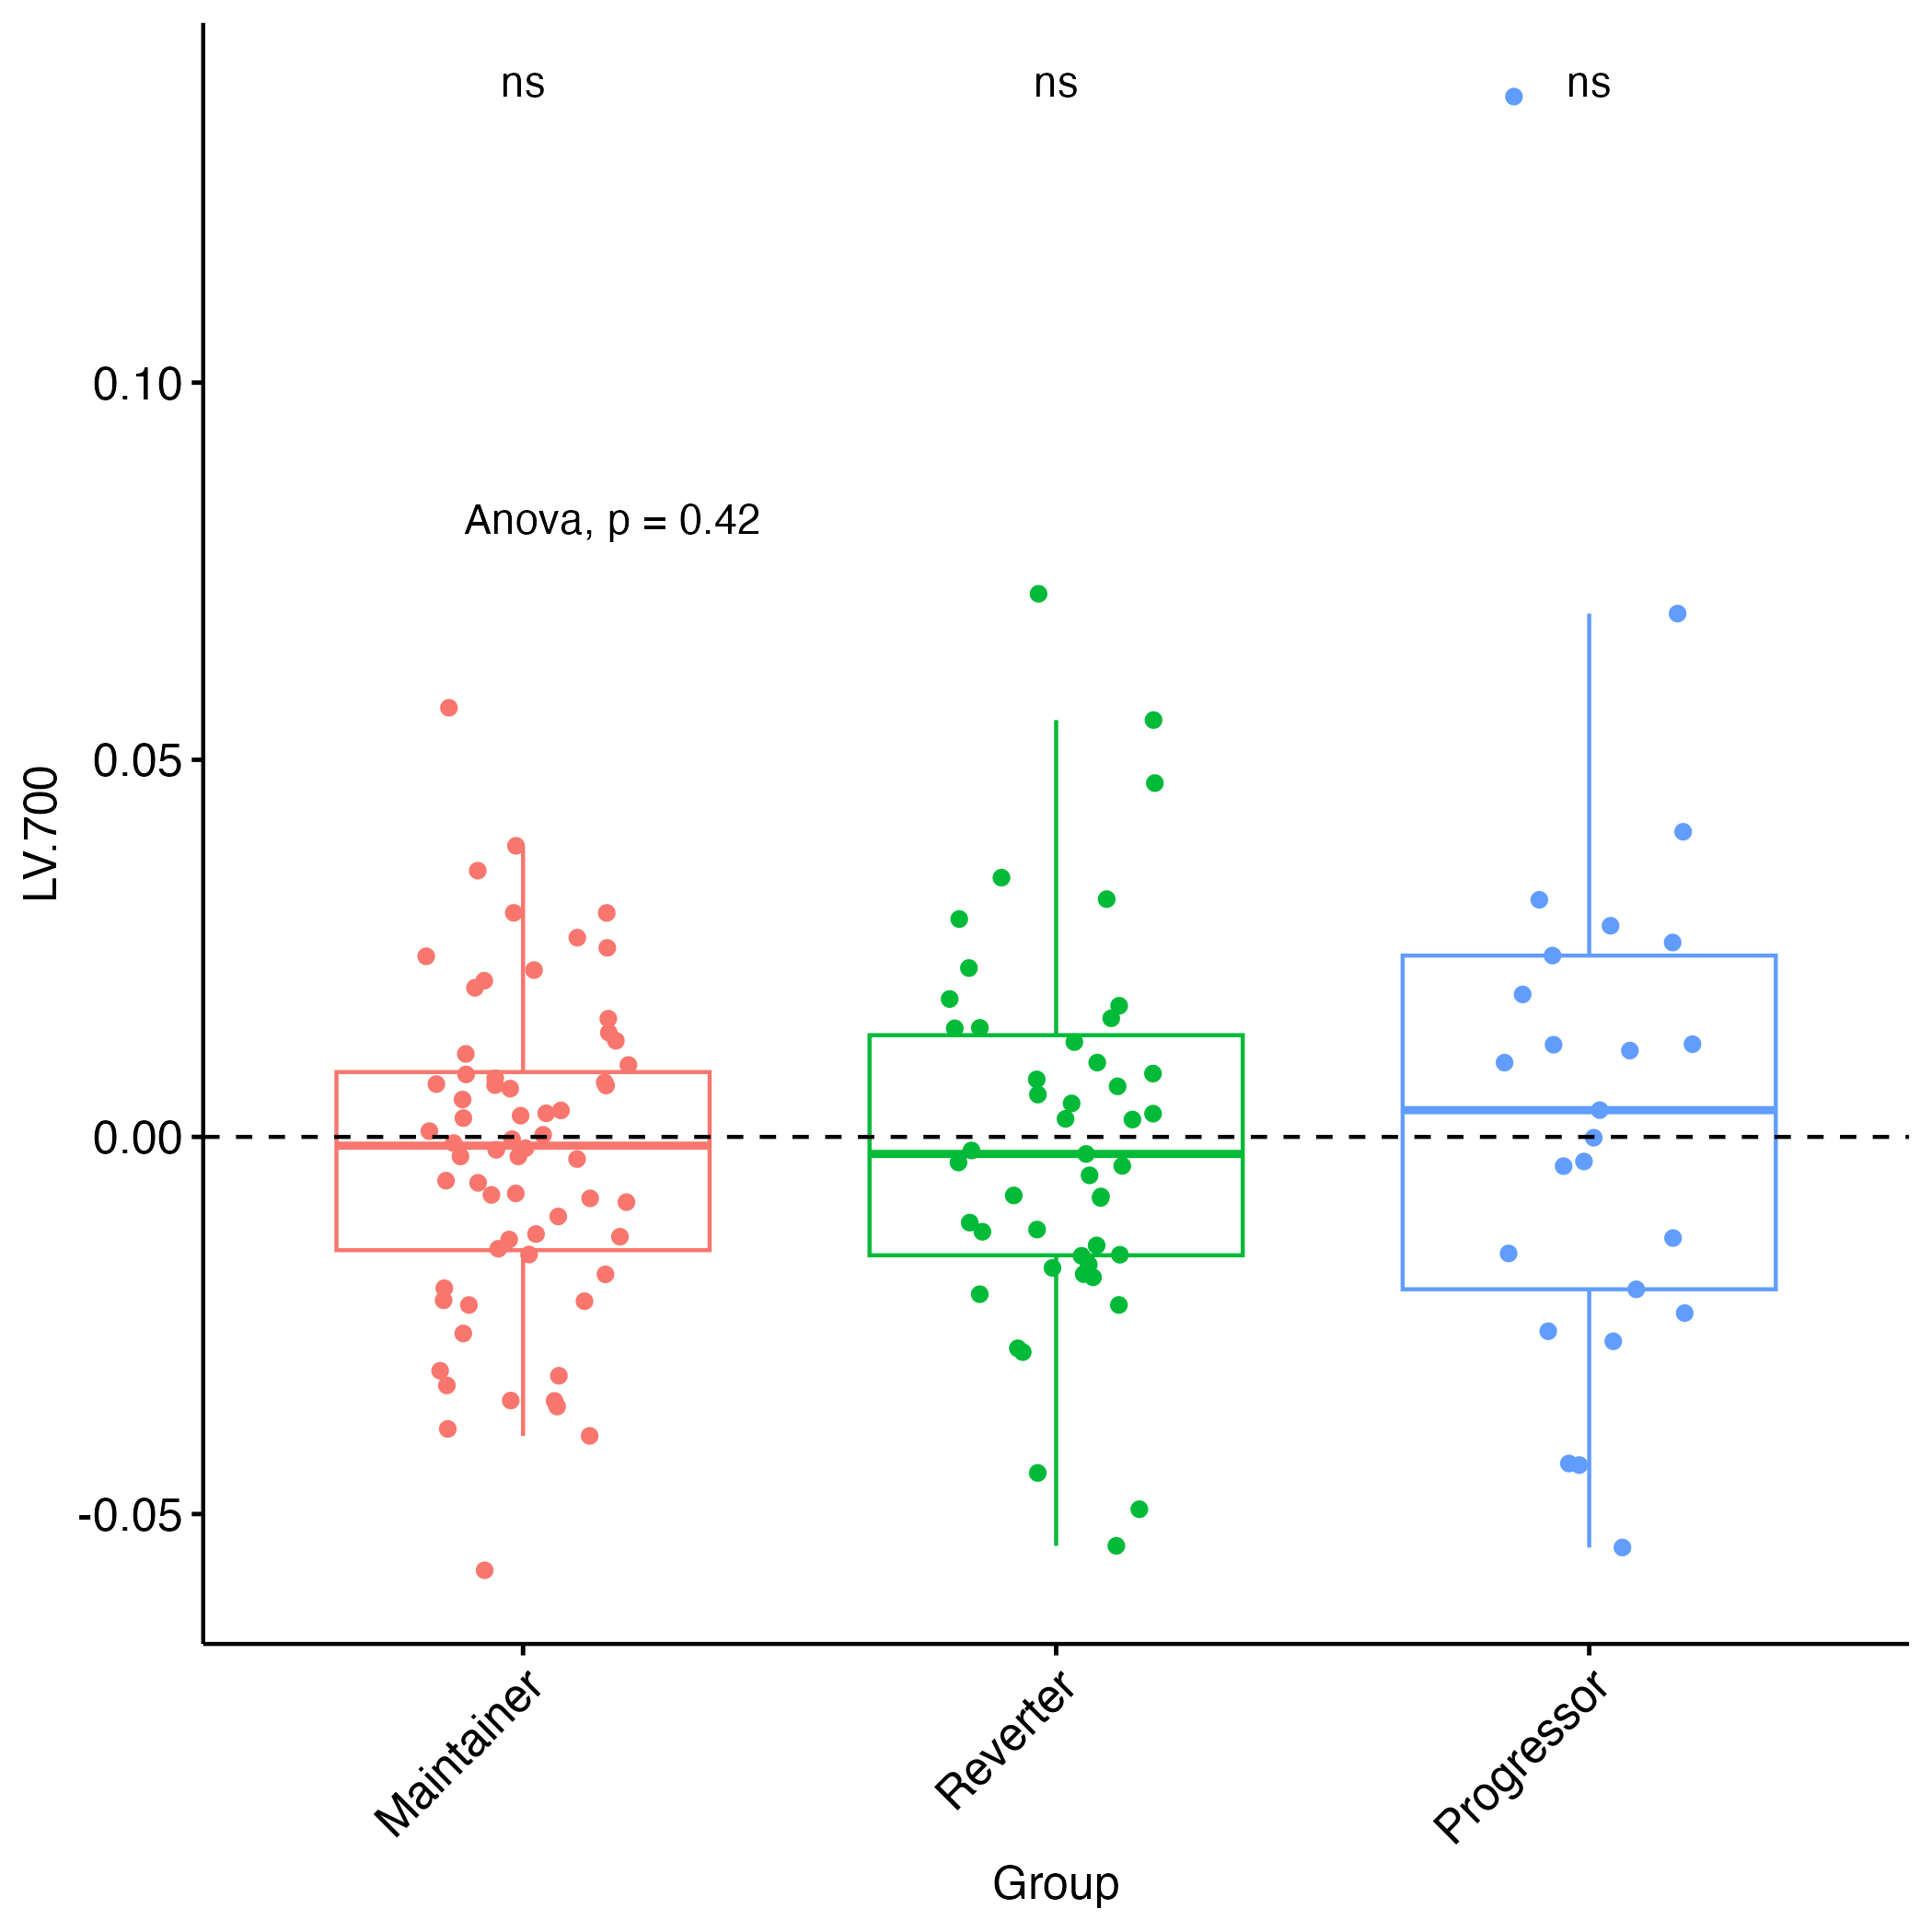 ns ns ns
0.10
Anova, p = 0.42
0.05
LV.700
0.00
-0.05
Maintainer Reverter Progressor
Group